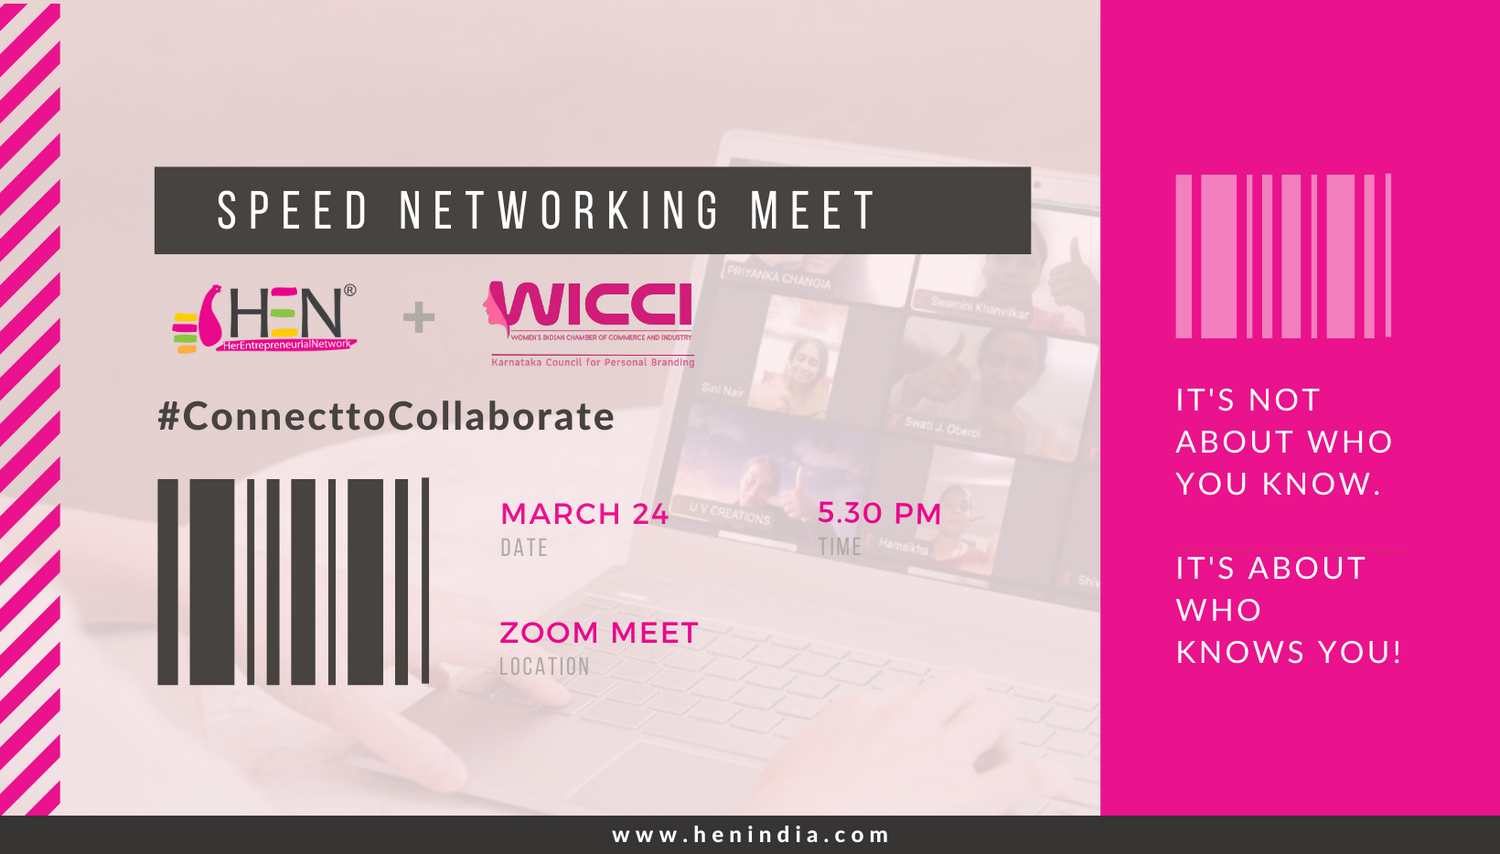 SPEED NETWORKING MEET
HEN®
HerEntrepreneurialNetwork
+
WICCI
WOMEN'S INDIAN CHAMBER OF COMMERCE AND INDUSTRY
Karnataka Council for Personal Branding
#ConnecttoCollaborate
MARCH 24
DATE
5.30 PM
TIME
ZOOM MEET
LOCATION
PRIYANKA CHANGIA
Swamini Khanvilkar
Sini Nair
Swati J. Oberoi
U V CREATIONS
Hamsikha
IT'S NOT
ABOUT WHO
YOU KNOW.
IT'S ABOUT
WHO
KNOWS YOU!
www.henindia.com